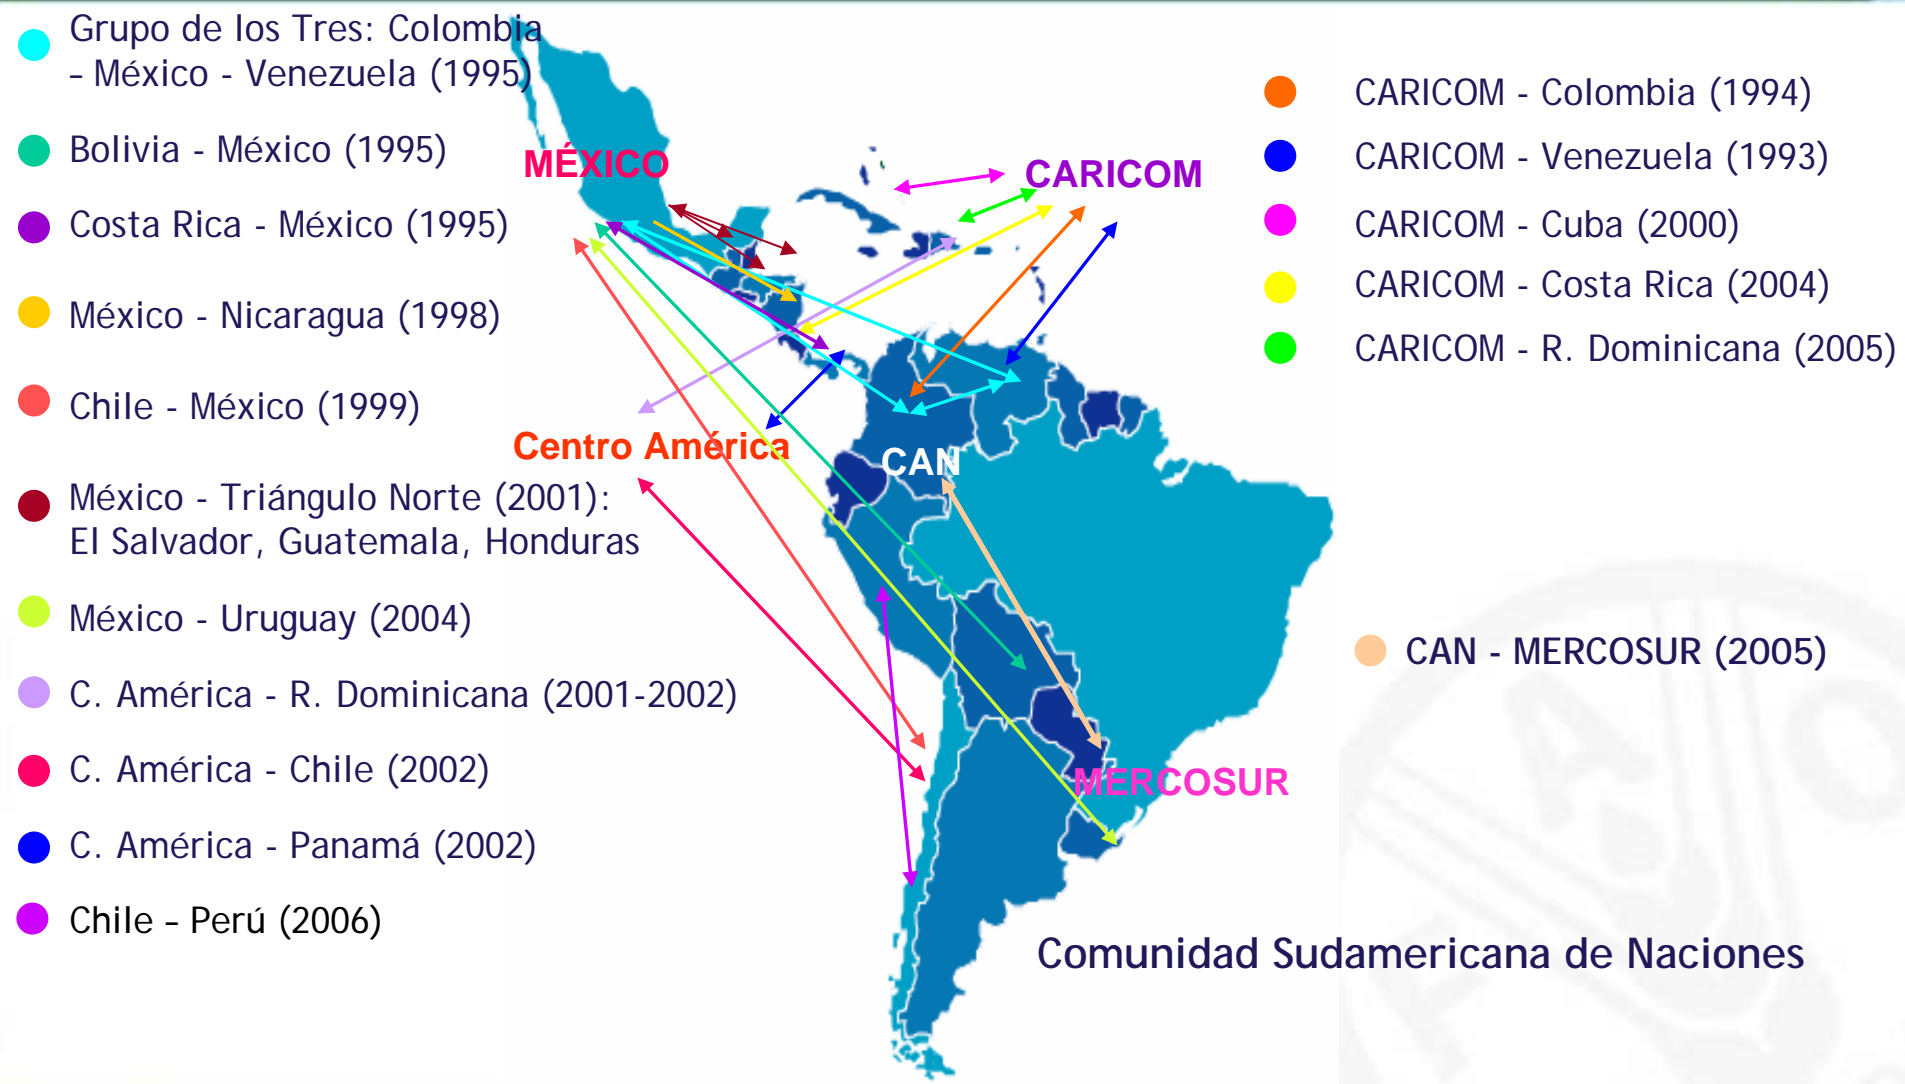 Grupo de los Tres: Colombia
– México - Venezuela (1995)
Bolivia - México (1995)
Costa Rica - México (1995)
México - Nicaragua (1998)
Chile - México (1999)
México - Triángulo Norte (2001):
El Salvador, Guatemala, Honduras
México - Uruguay (2004)
C. América - R. Dominicana (2001-2002)
C. América - Chile (2002)
C. América - Panamá (2002)
Chile – Perú (2006)
MÉXICO
CARICOM
Centro América
CAN
MERCOSUR
CARICOM - Colombia (1994)
CARICOM - Venezuela (1993)
CARICOM - Cuba (2000)
CARICOM - Costa Rica (2004)
CARICOM - R. Dominicana (2005)
CAN - MERCOSUR (2005)
Comunidad Sudamericana de Naciones